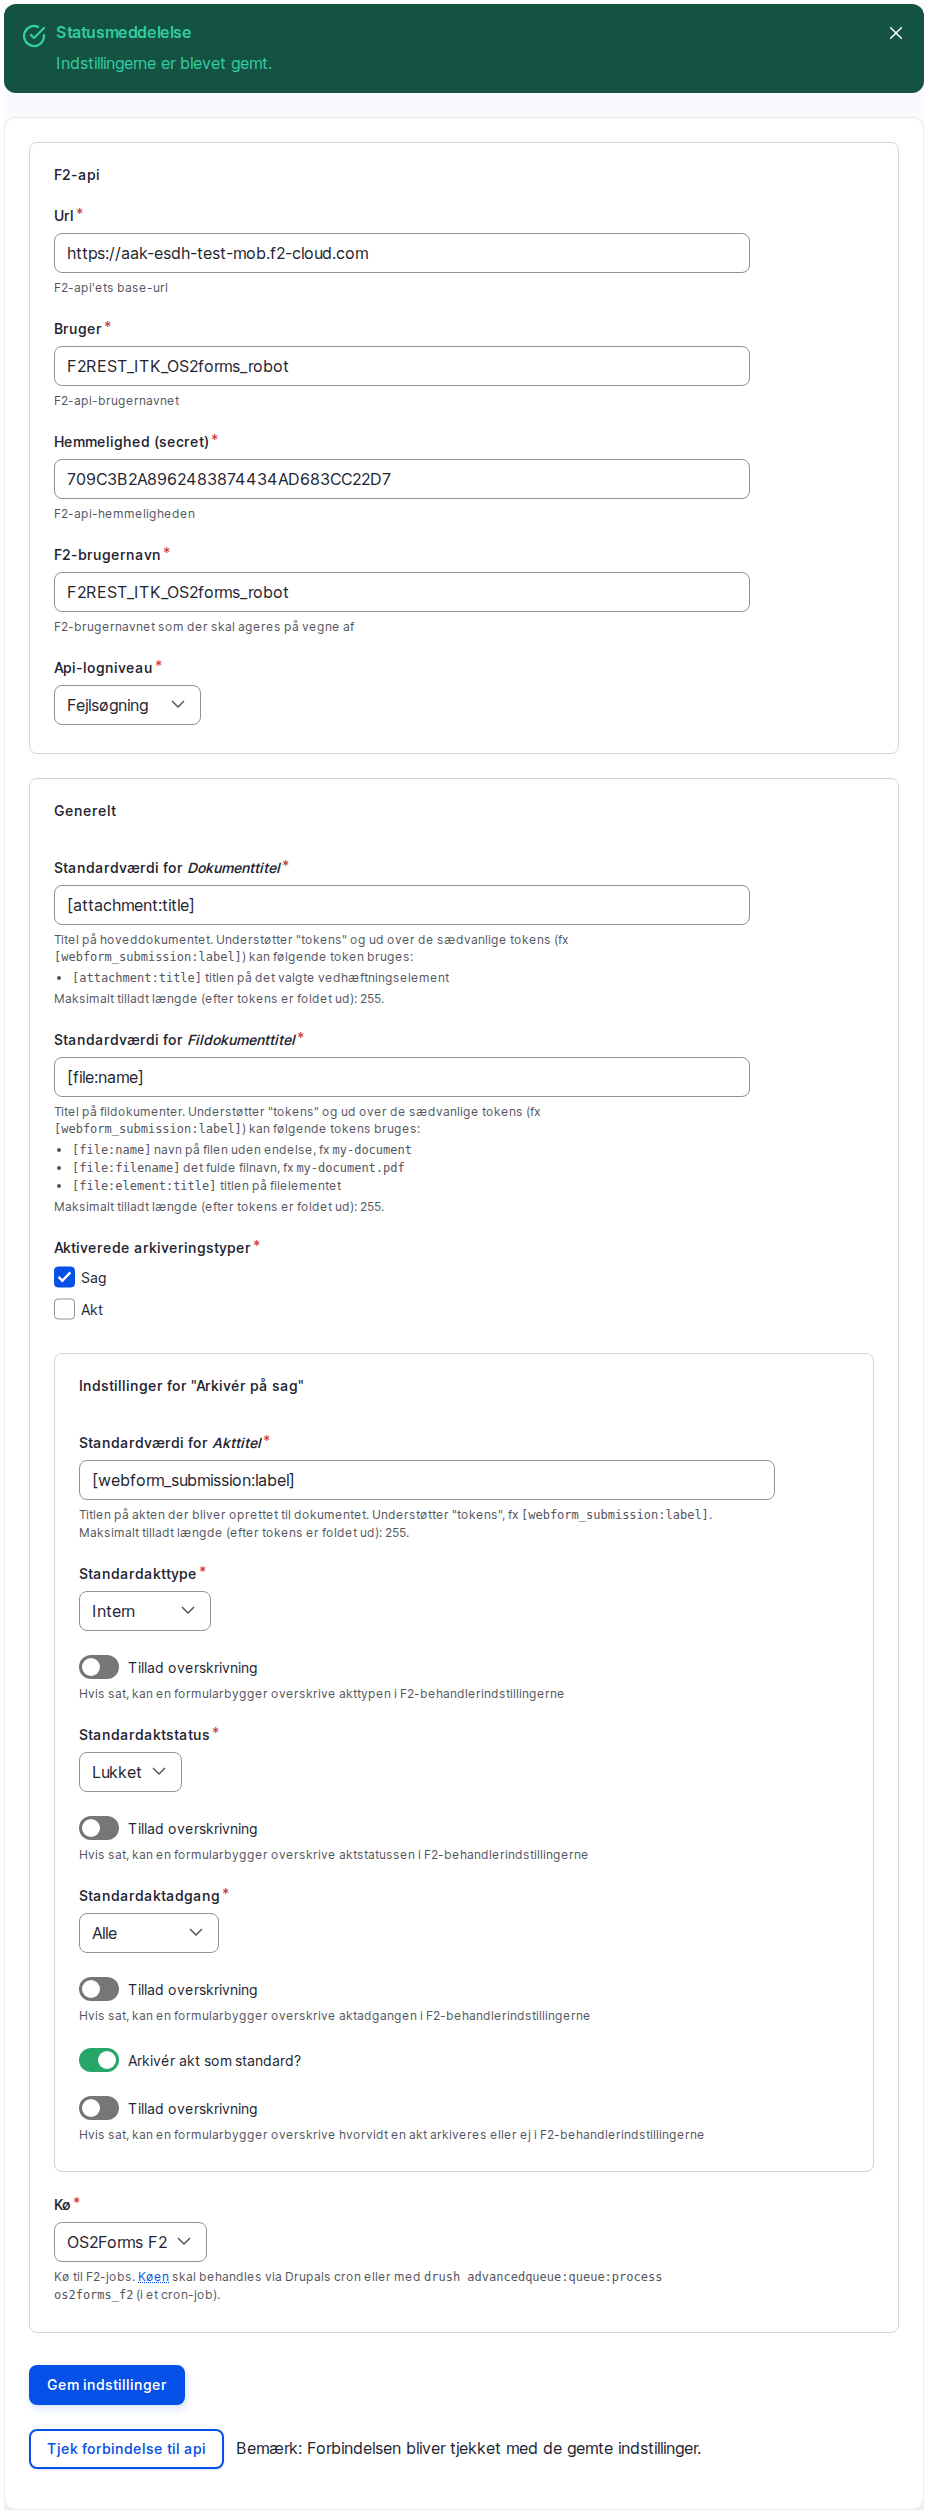 Statusmeddelelse
Indstillingerne er blevet gemt.
F2-api
Url*
https://aak-esdh-test-mob.f2-cloud.com
F2-api'ets base-url
Bruger*
F2REST_ITK_OS2forms_robot
F2-api-brugernavnet
Hemmelighed (secret)*
709C3B2A8962483874434AD683CC22D7
F2-api-hemmeligheden
F2-brugernavn*
F2REST_ITK_OS2forms_robot
F2-brugernavnet som der skal ageres på vegne af
Api-logniveau*
Fejlsøgning
Generelt
Standardværdi for Dokumenttitel*
[attachment:title]
Titel på hoveddokumentet. Understøtter "tokens" og ud over de sædvanlige tokens (fx
[webform_submission:label]) kan følgende token bruges:
• [attachment:title] titlen på det valgte vedhæftningselement
Maksimalt tilladt længde (efter tokens er foldet ud): 255.
Standardværdi for Fildokumenttitel*
[file:name]
Titel på fildokumenter. Understøtter "tokens" og ud over de sædvanlige tokens (fx
[webform_submission:label]) kan følgende tokens bruges:
• [file:name] navn på filen uden endelse, fx my-document
• [file:filename] det fulde filnavn, fx my-document.pdf
• [file:element:title] titlen på filelementet
Maksimalt tilladt længde (efter tokens er foldet ud): 255.
Aktiverede arkiveringstyper*
Sag
Akt
Indstillinger for "Arkivér på sag"
Standardværdi for Akttitel*
[webform_submission:label]
Titlen på akten der bliver oprettet til dokumentet. Understøtter "tokens", fx [webform_submission:label].
Maksimalt tilladt længde (efter tokens er foldet ud): 255.
Standardakttype*
Intern
Tillad overskrivning
Hvis sat, kan en formularbygger overskrive akttypen i F2-behandlerindstillingerne
Standardaktstatus*
Lukket
Tillad overskrivning
Hvis sat, kan en formularbygger overskrive aktstatussen i F2-behandlerindstillingerne
Standardaktadgang*
Alle
Tillad overskrivning
Hvis sat, kan en formularbygger overskrive aktadgangen i F2-behandlerindstillingerne
Arkivér akt som standard?
Tillad overskrivning
Hvis sat, kan en formularbygger overskrive hvorvidt en akt arkiveres eller ej i F2-behandlerindstillingerne
Kø*
OS2Forms F2
Kø til F2-jobs. Køen skal behandles via Drupals cron eller med drush advancedqueue:queue:process
os2forms_f2 (i et cron-job).
Gem indstillinger
Tjek forbindelse til api Bemærk: Forbindelsen bliver tjekket med de gemte indstillinger.